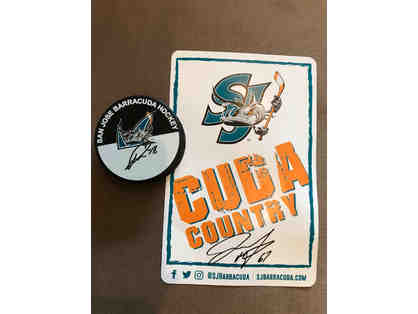 SAN JOSE BARRACUDA HOCKEY
SJ
CUDA
COUNTRY
@SJBARRACUDA | SJBARRACUDA.COM